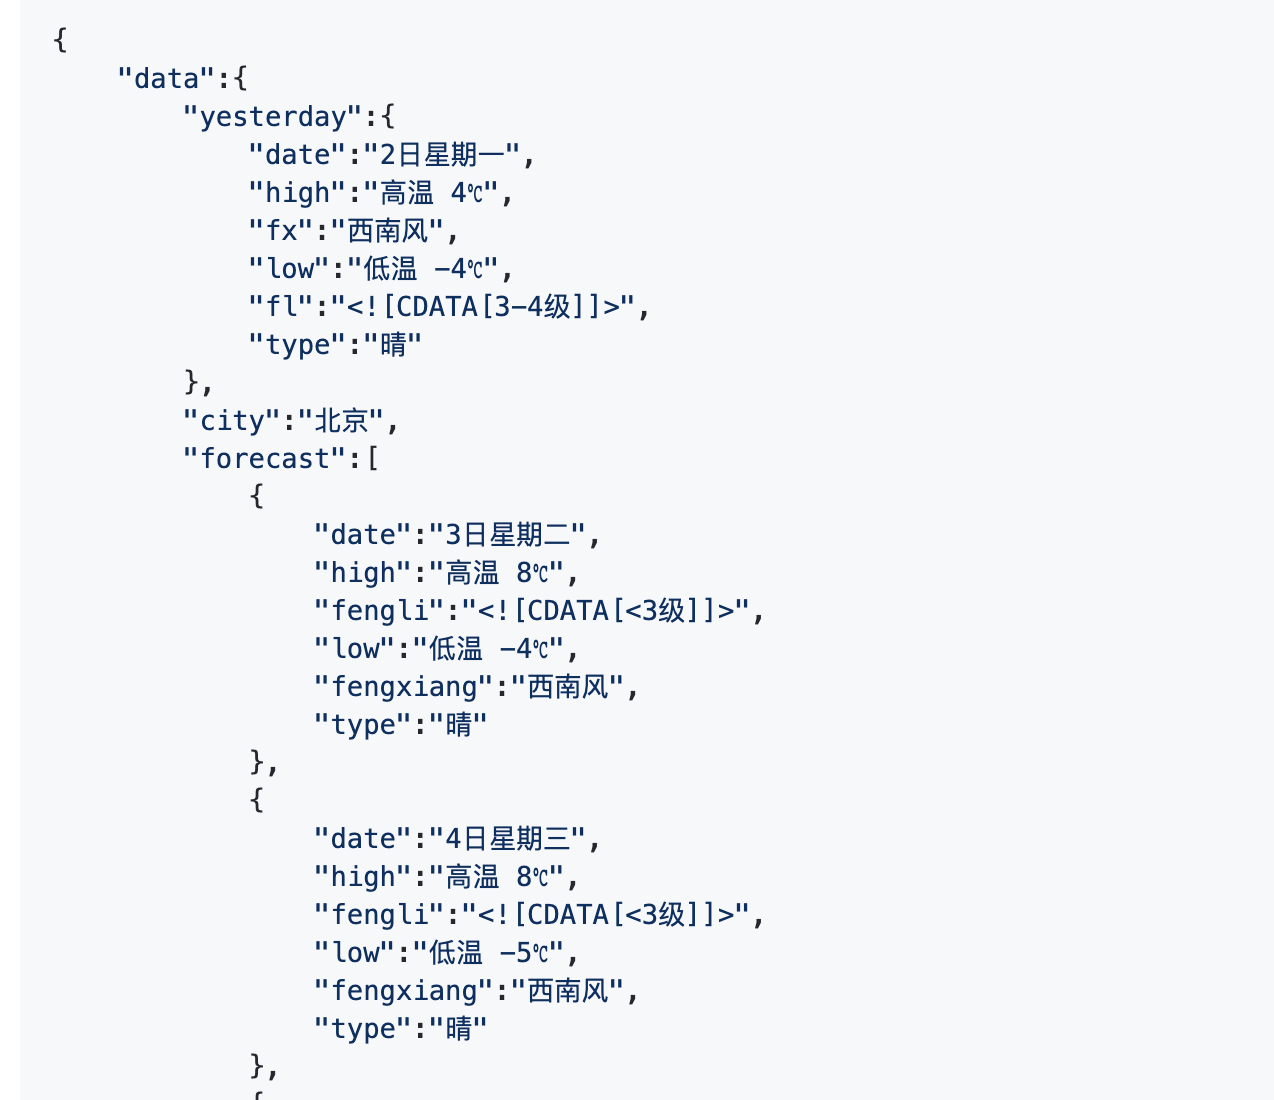 {
"data":{
"yesterday":{
"date":"2日星期一",
"high":"高温 4℃",
"fx":"西南风",
"low":"低温 -4℃",
"fl":"<![CDATA[3-4级]]>",
"type":"晴"
},
"city":"北京",
"forecast":[
{
"date":"3日星期二",
"high":"高温 8℃",
"fengli":"<![CDATA[<3级]]>",
"low":"低温 -4℃",
"fengxiang":"西南风",
"type":"晴"
},
{
"date":"4日星期三",
"high":"高温 8℃",
"fengli":"<![CDATA[<3级]]>",
"low":"低温 -5℃",
"fengxiang":"西南风",
"type":"晴"
},
{